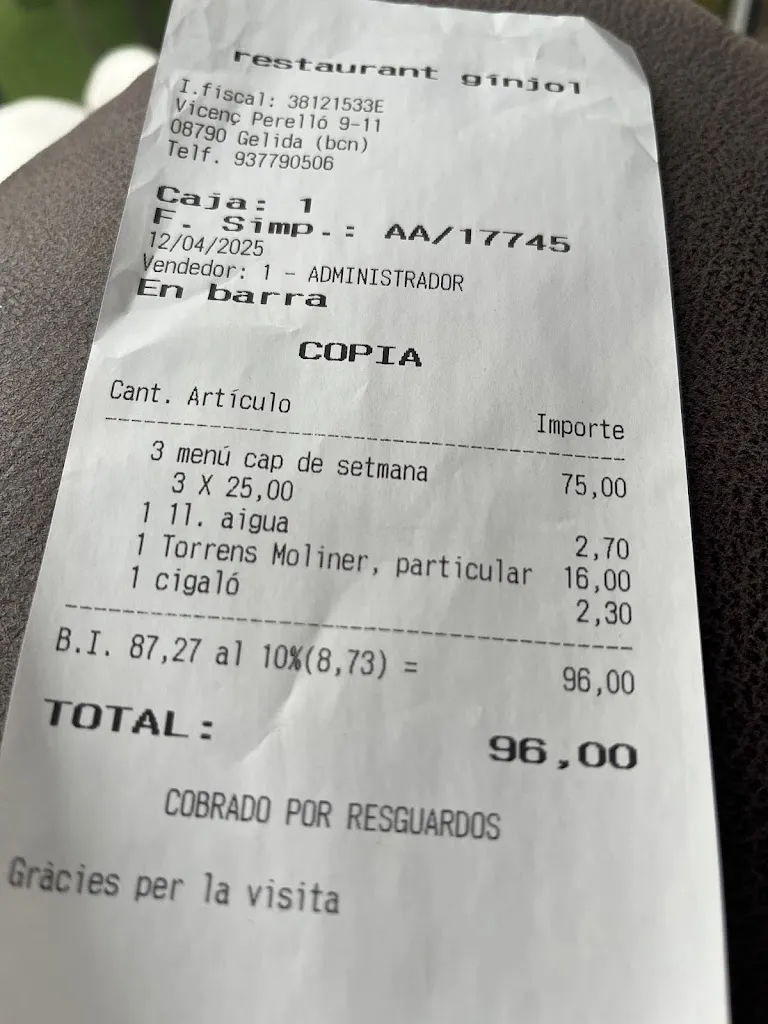 restaurant ginjol
I.fiscal: 38121533E
Vicenç Perelló 9-11
08790 Gelida (bcn)
Telf. 937790506
Caja: 1
F. Simp.: AA/17745
12/04/2025
Vendedor: 1 - ADMINISTRADOR
En barra
COPIA
Cant. Artículo Importe
3 menú cap de setmana 75,00
3 X 25,00
1 1l. aigua 2,70
1 Torrens Moliner, particular 16,00
1 cigaló 2,30
B.I. 87,27 al 10%(8,73) = 96,00
TOTAL: 96,00
COBRADO POR RESGUARDOS
Gràcies per la visita